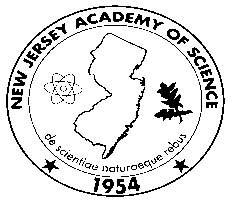 NEW JERSEY ACADEMY OF SCIENCE
de scientiae naturaeque rebus
1954